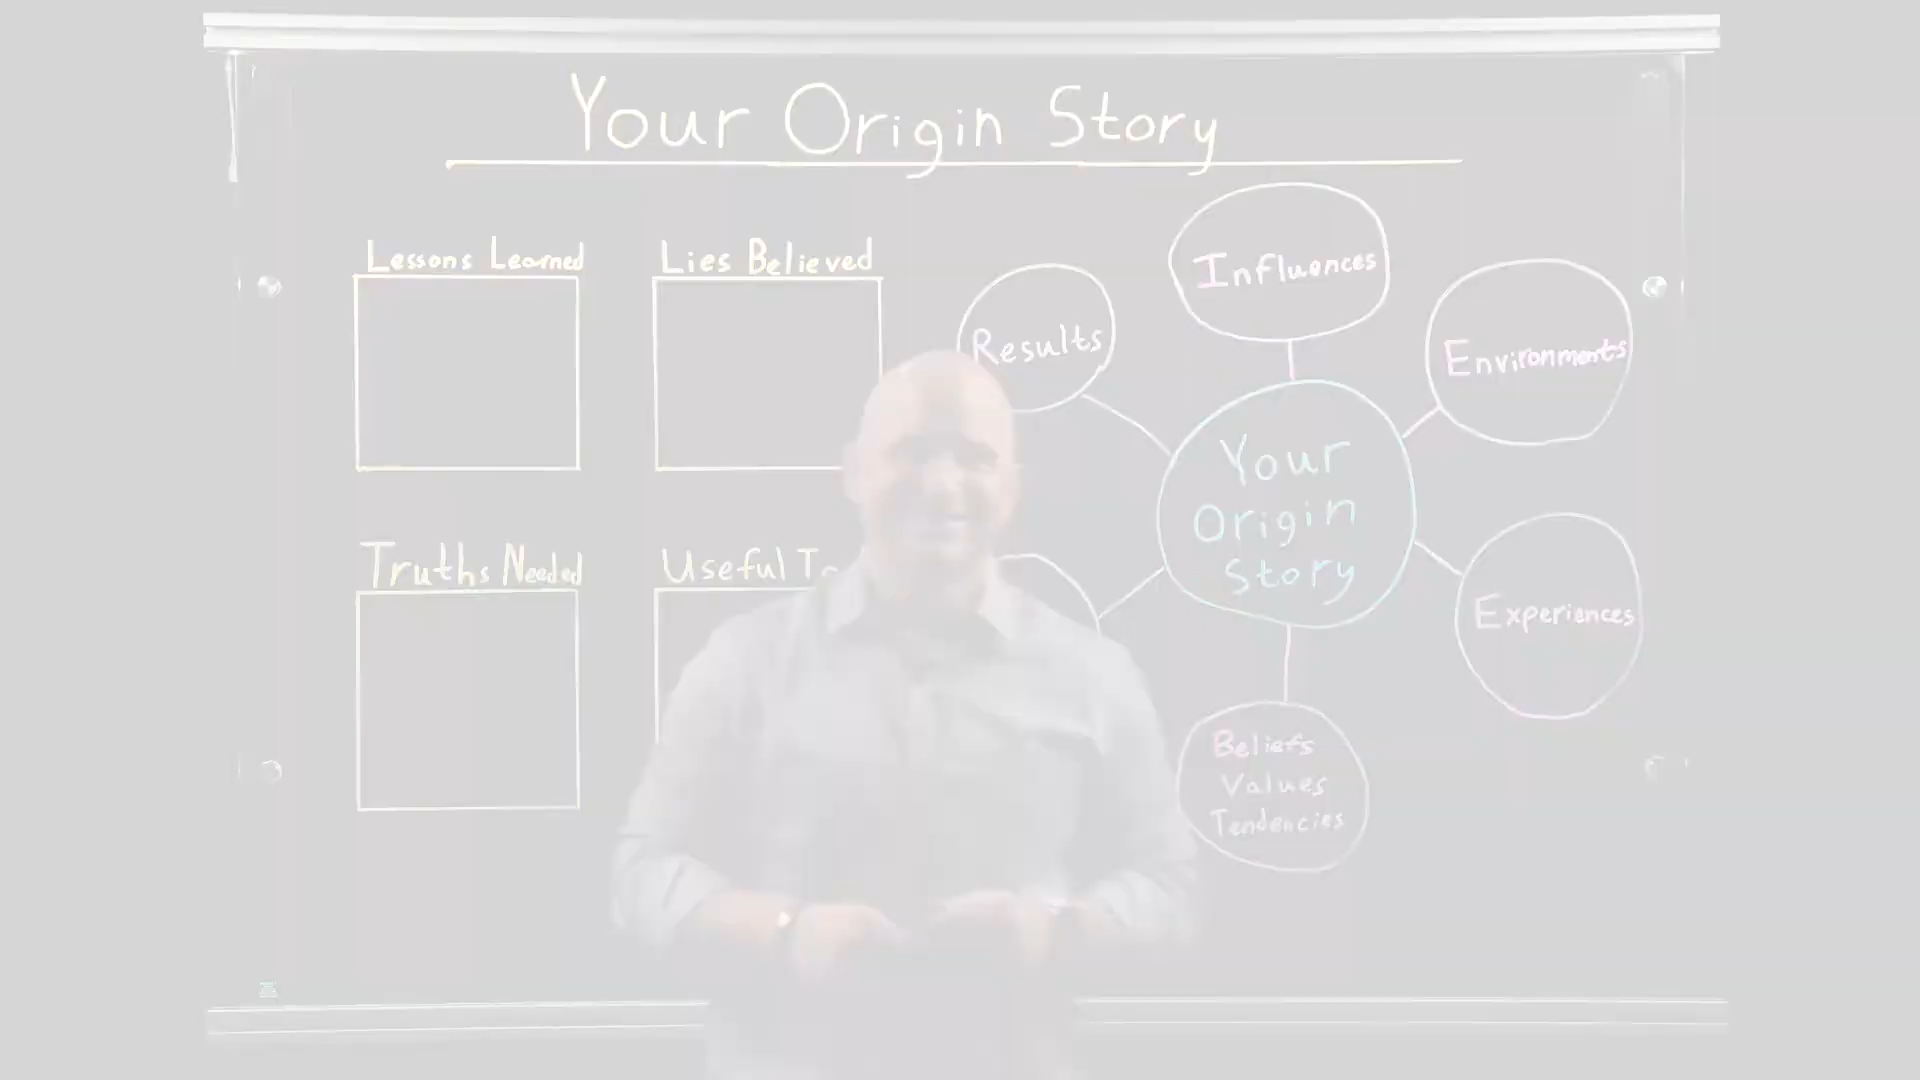 Your Origin Story
Lessons Learned
Lies Believed
Truths Needed
Useful
Results
Influences
Environments
Your
Origin
Story
Experiences
Beliefs
Values
Tendencies